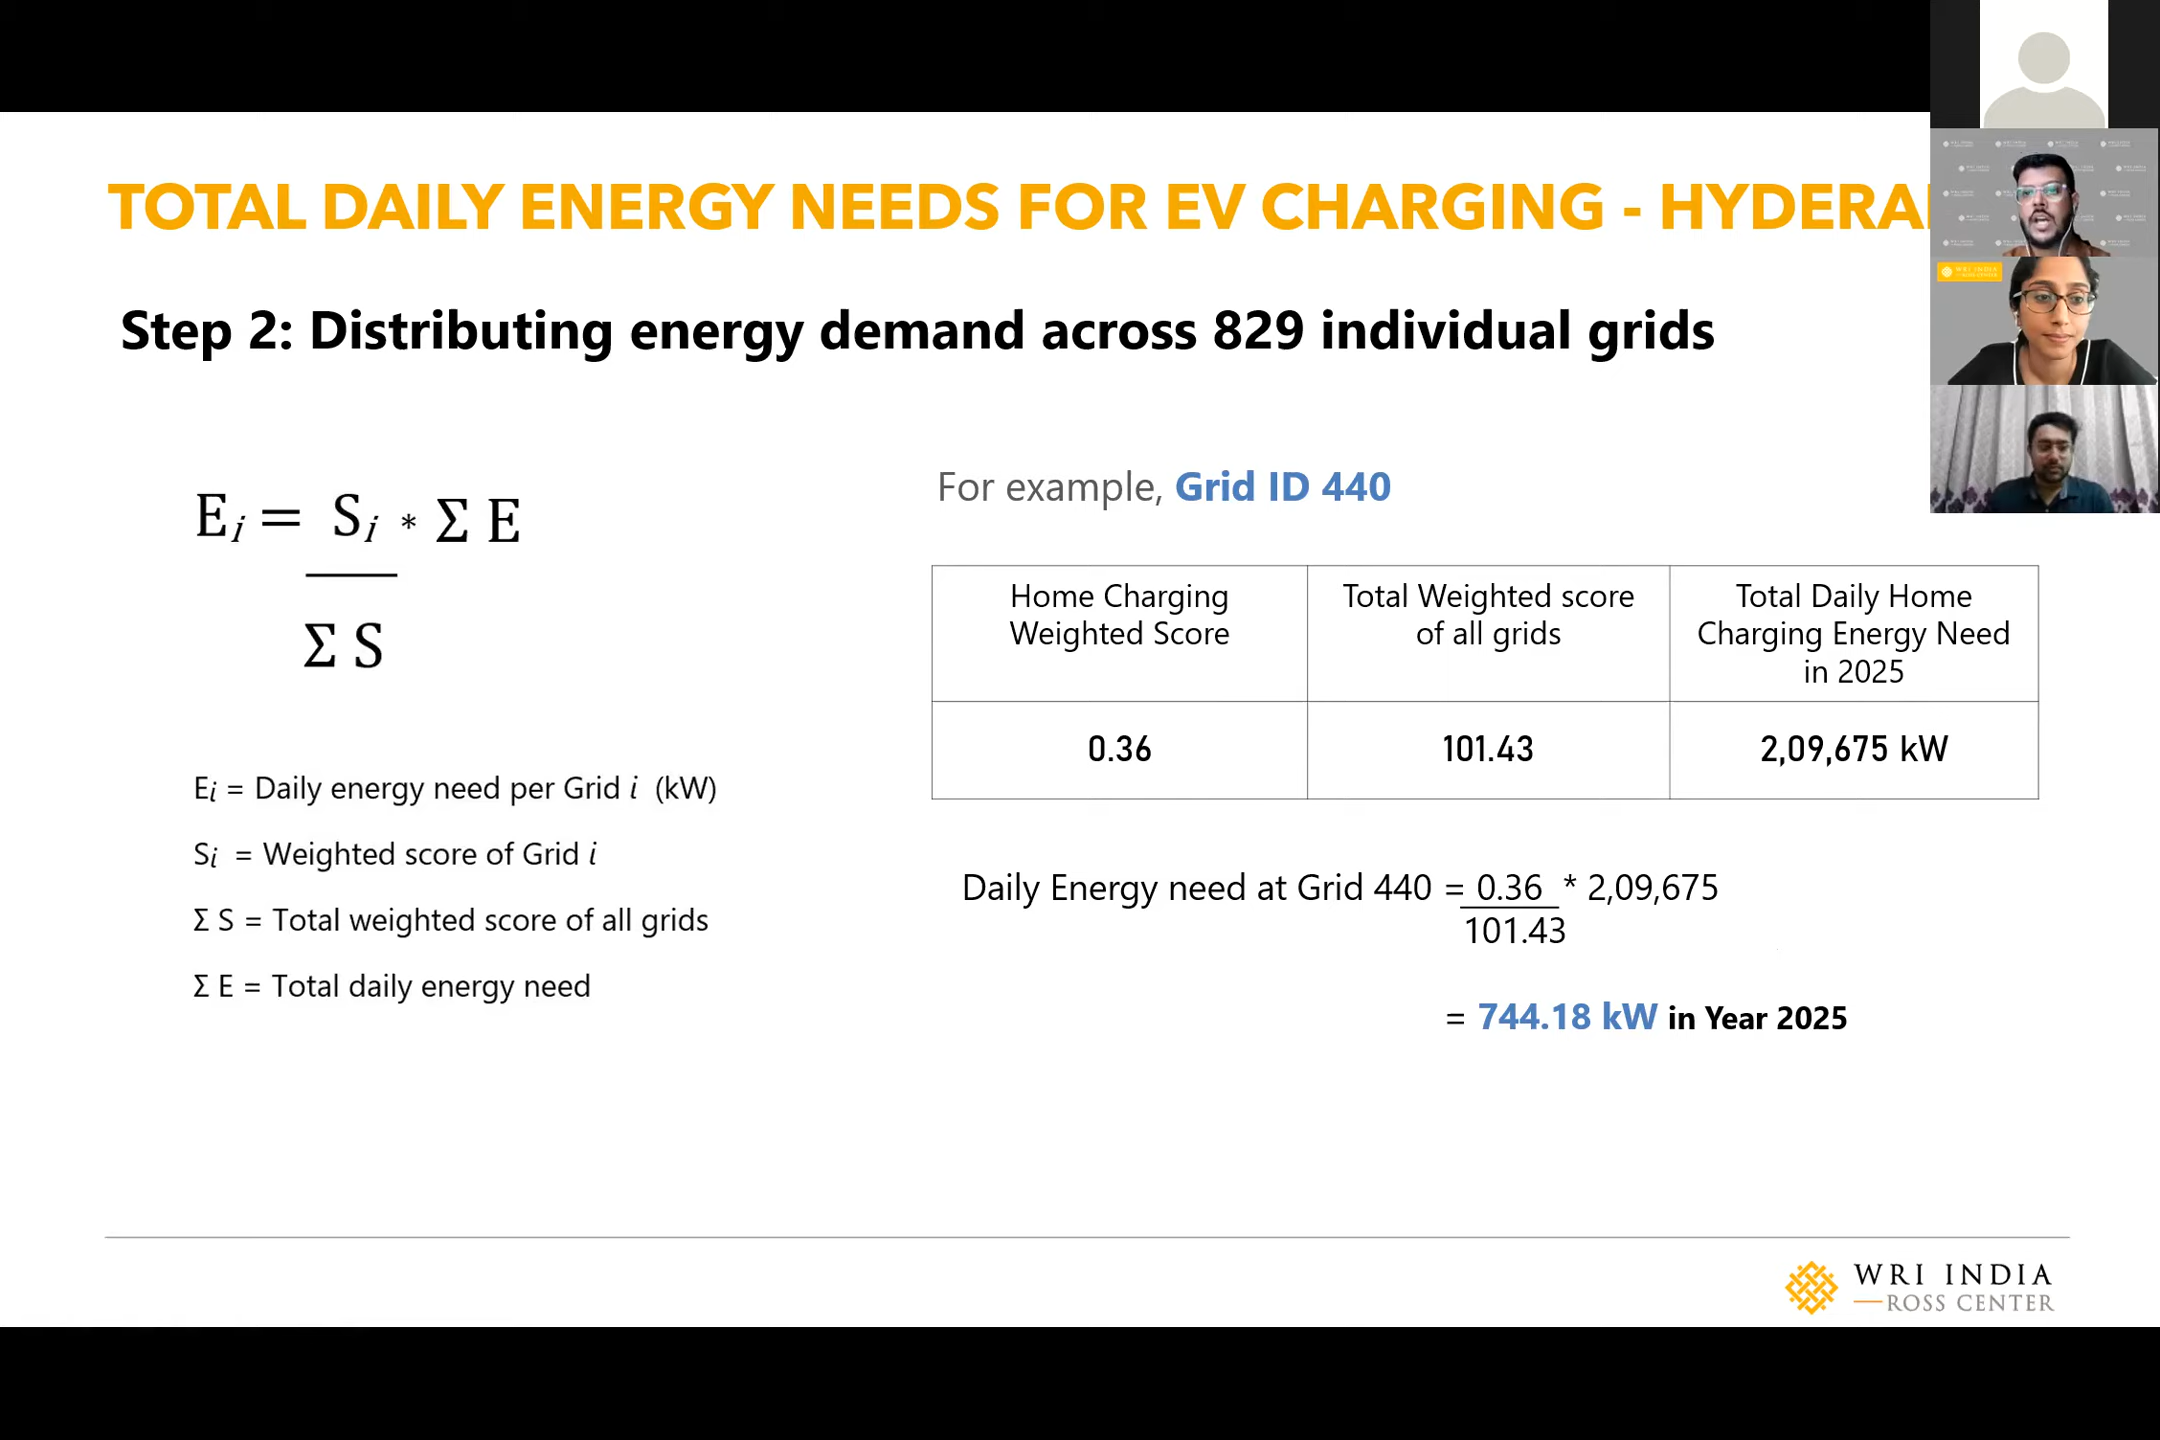 TOTAL DAILY ENERGY NEEDS FOR EV CHARGING - HYDERA
Step 2: Distributing energy demand across 829 individual grids
Ei = Si * Σ E
Σ S
Ei = Daily energy need per Grid i (kW)
Si = Weighted score of Grid i
Σ S = Total weighted score of all grids
Σ E = Total daily energy need
For example, Grid ID 440
Home Charging Weighted Score
Total Weighted score of all grids
Total Daily Home Charging Energy Need in 2025
0.36
101.43
2,09,675 kW
Daily Energy need at Grid 440 = 0.36 * 2,09,675
101.43
= 744.18 kW in Year 2025
WRI INDIA
ROSS CENTER
WRI INDIA